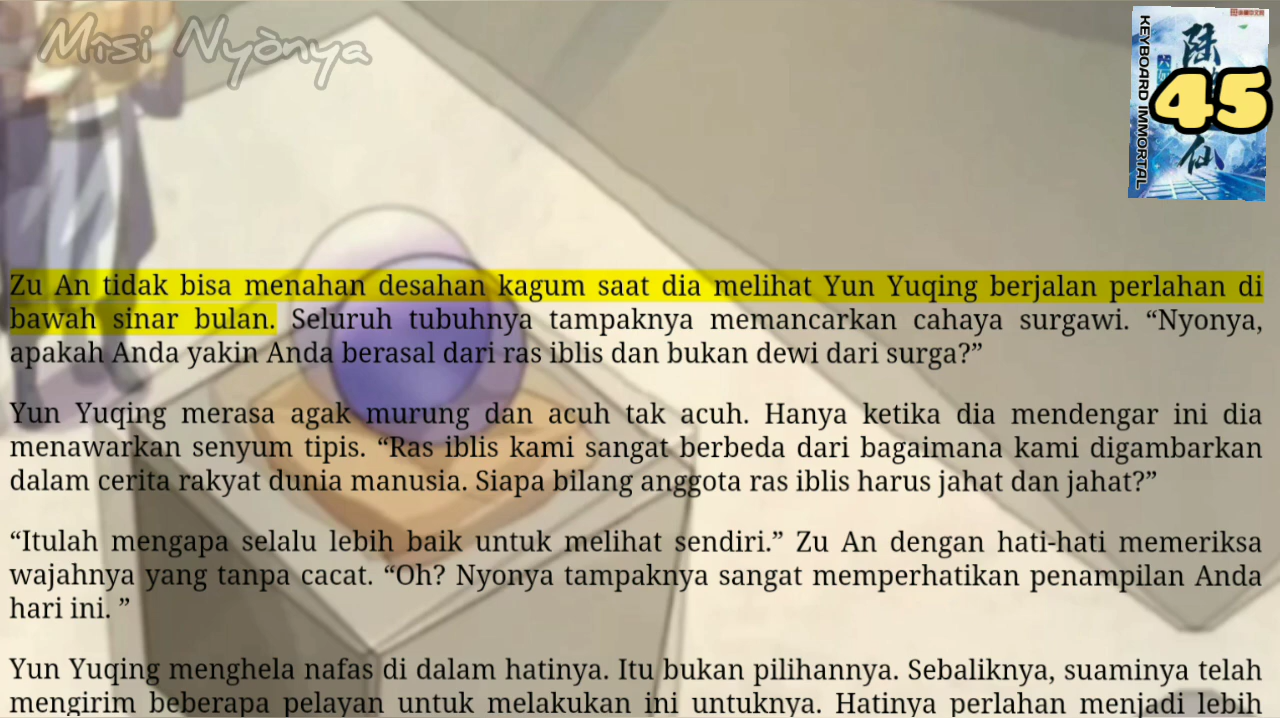 Mîsi Nyònya
KEYBOARD IMMORTAL
45
Zu An tidak bisa menahan desahan kagum saat dia melihat Yun Yuqing berjalan perlahan di
bawah sinar bulan. Seluruh tubuhnya tampaknya memancarkan cahaya surgawi. “Nyonya,
apakah Anda yakin Anda berasal dari ras iblis dan bukan dewi dari surga?”
Yun Yuqing merasa agak murung dan acuh tak acuh. Hanya ketika dia mendengar ini dia
menawarkan senyum tipis. “Ras iblis kami sangat berbeda dari bagaimana kami digambarkan
dalam cerita rakyat dunia manusia. Siapa bilang anggota ras iblis harus jahat dan jahat?”
“Itulah mengapa selalu lebih baik untuk melihat sendiri.” Zu An dengan hati-hati memeriksa
wajahnya yang tanpa cacat. “Oh? Nyonya tampaknya sangat memperhatikan penampilan Anda
hari ini. ”
Yun Yuqing menghela nafas di dalam hatinya. Itu bukan pilihannya. Sebaliknya, suaminya telah
mengirim beberapa pelayan untuk melakukan ini untuknya. Hatinya perlahan menjadi lebih